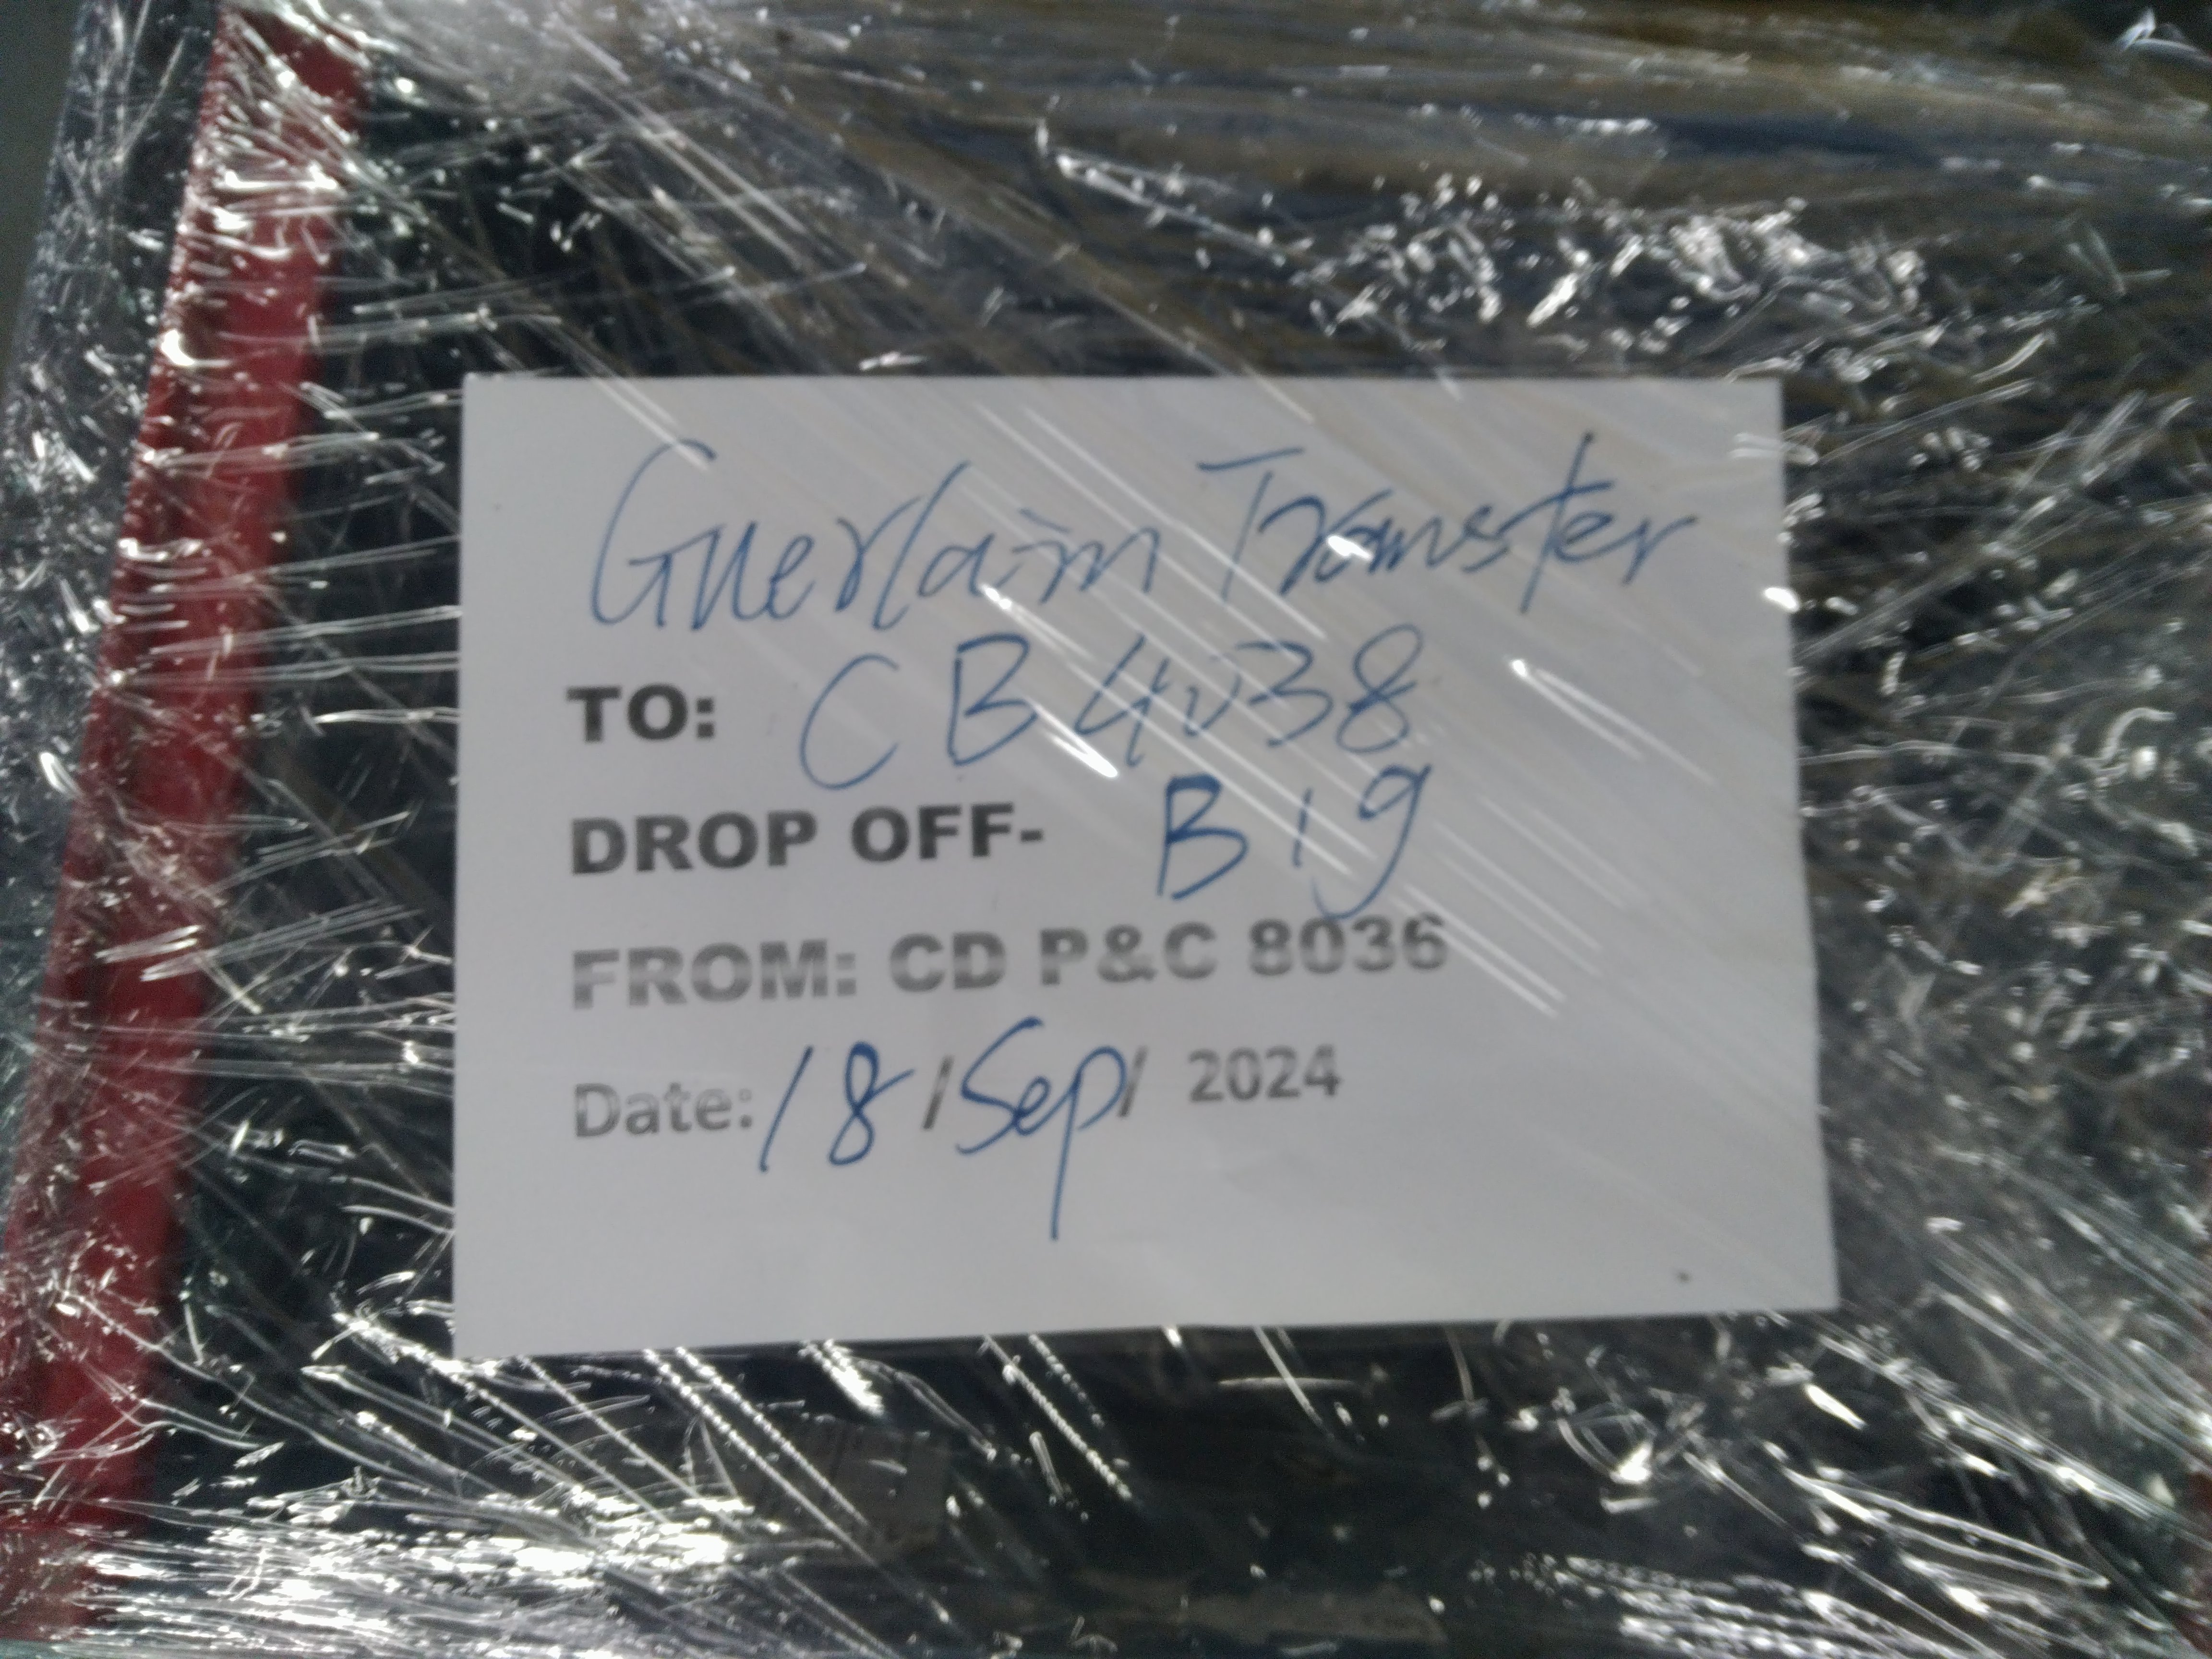 Guerlain Transfer
TO: CB 4038
DROP OFF- B19
FROM: CD P&C 8036
Date: 18 / Sep / 2024